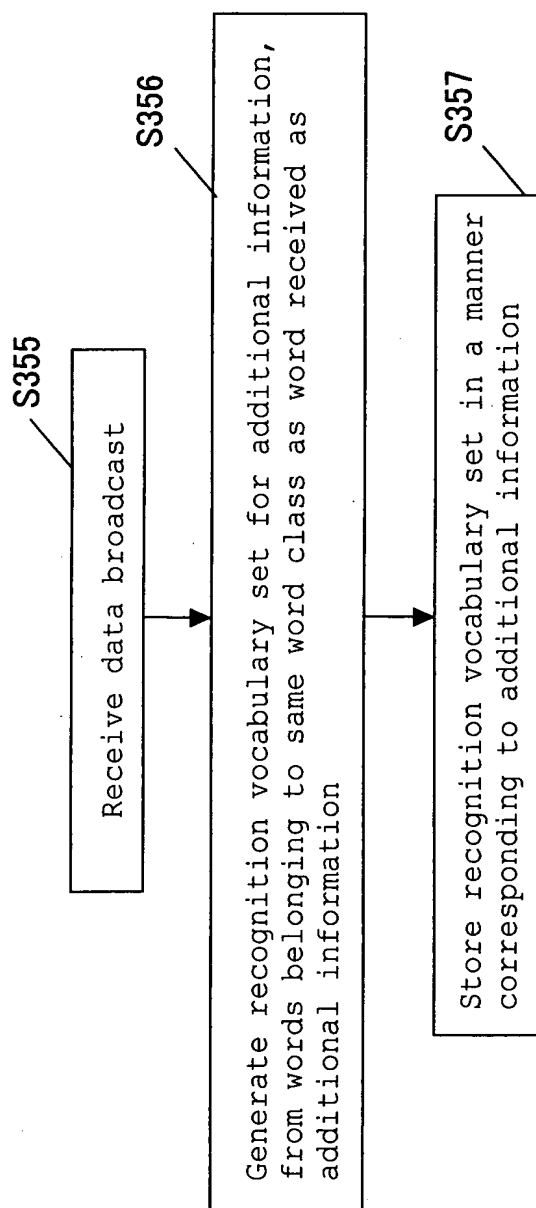 S355
Receive data broadcast
S356
Generate recognition vocabulary set for additional information,
from words belonging to same word class as word received as
additional information
S357
Store recognition vocabulary set in a manner
corresponding to additional information